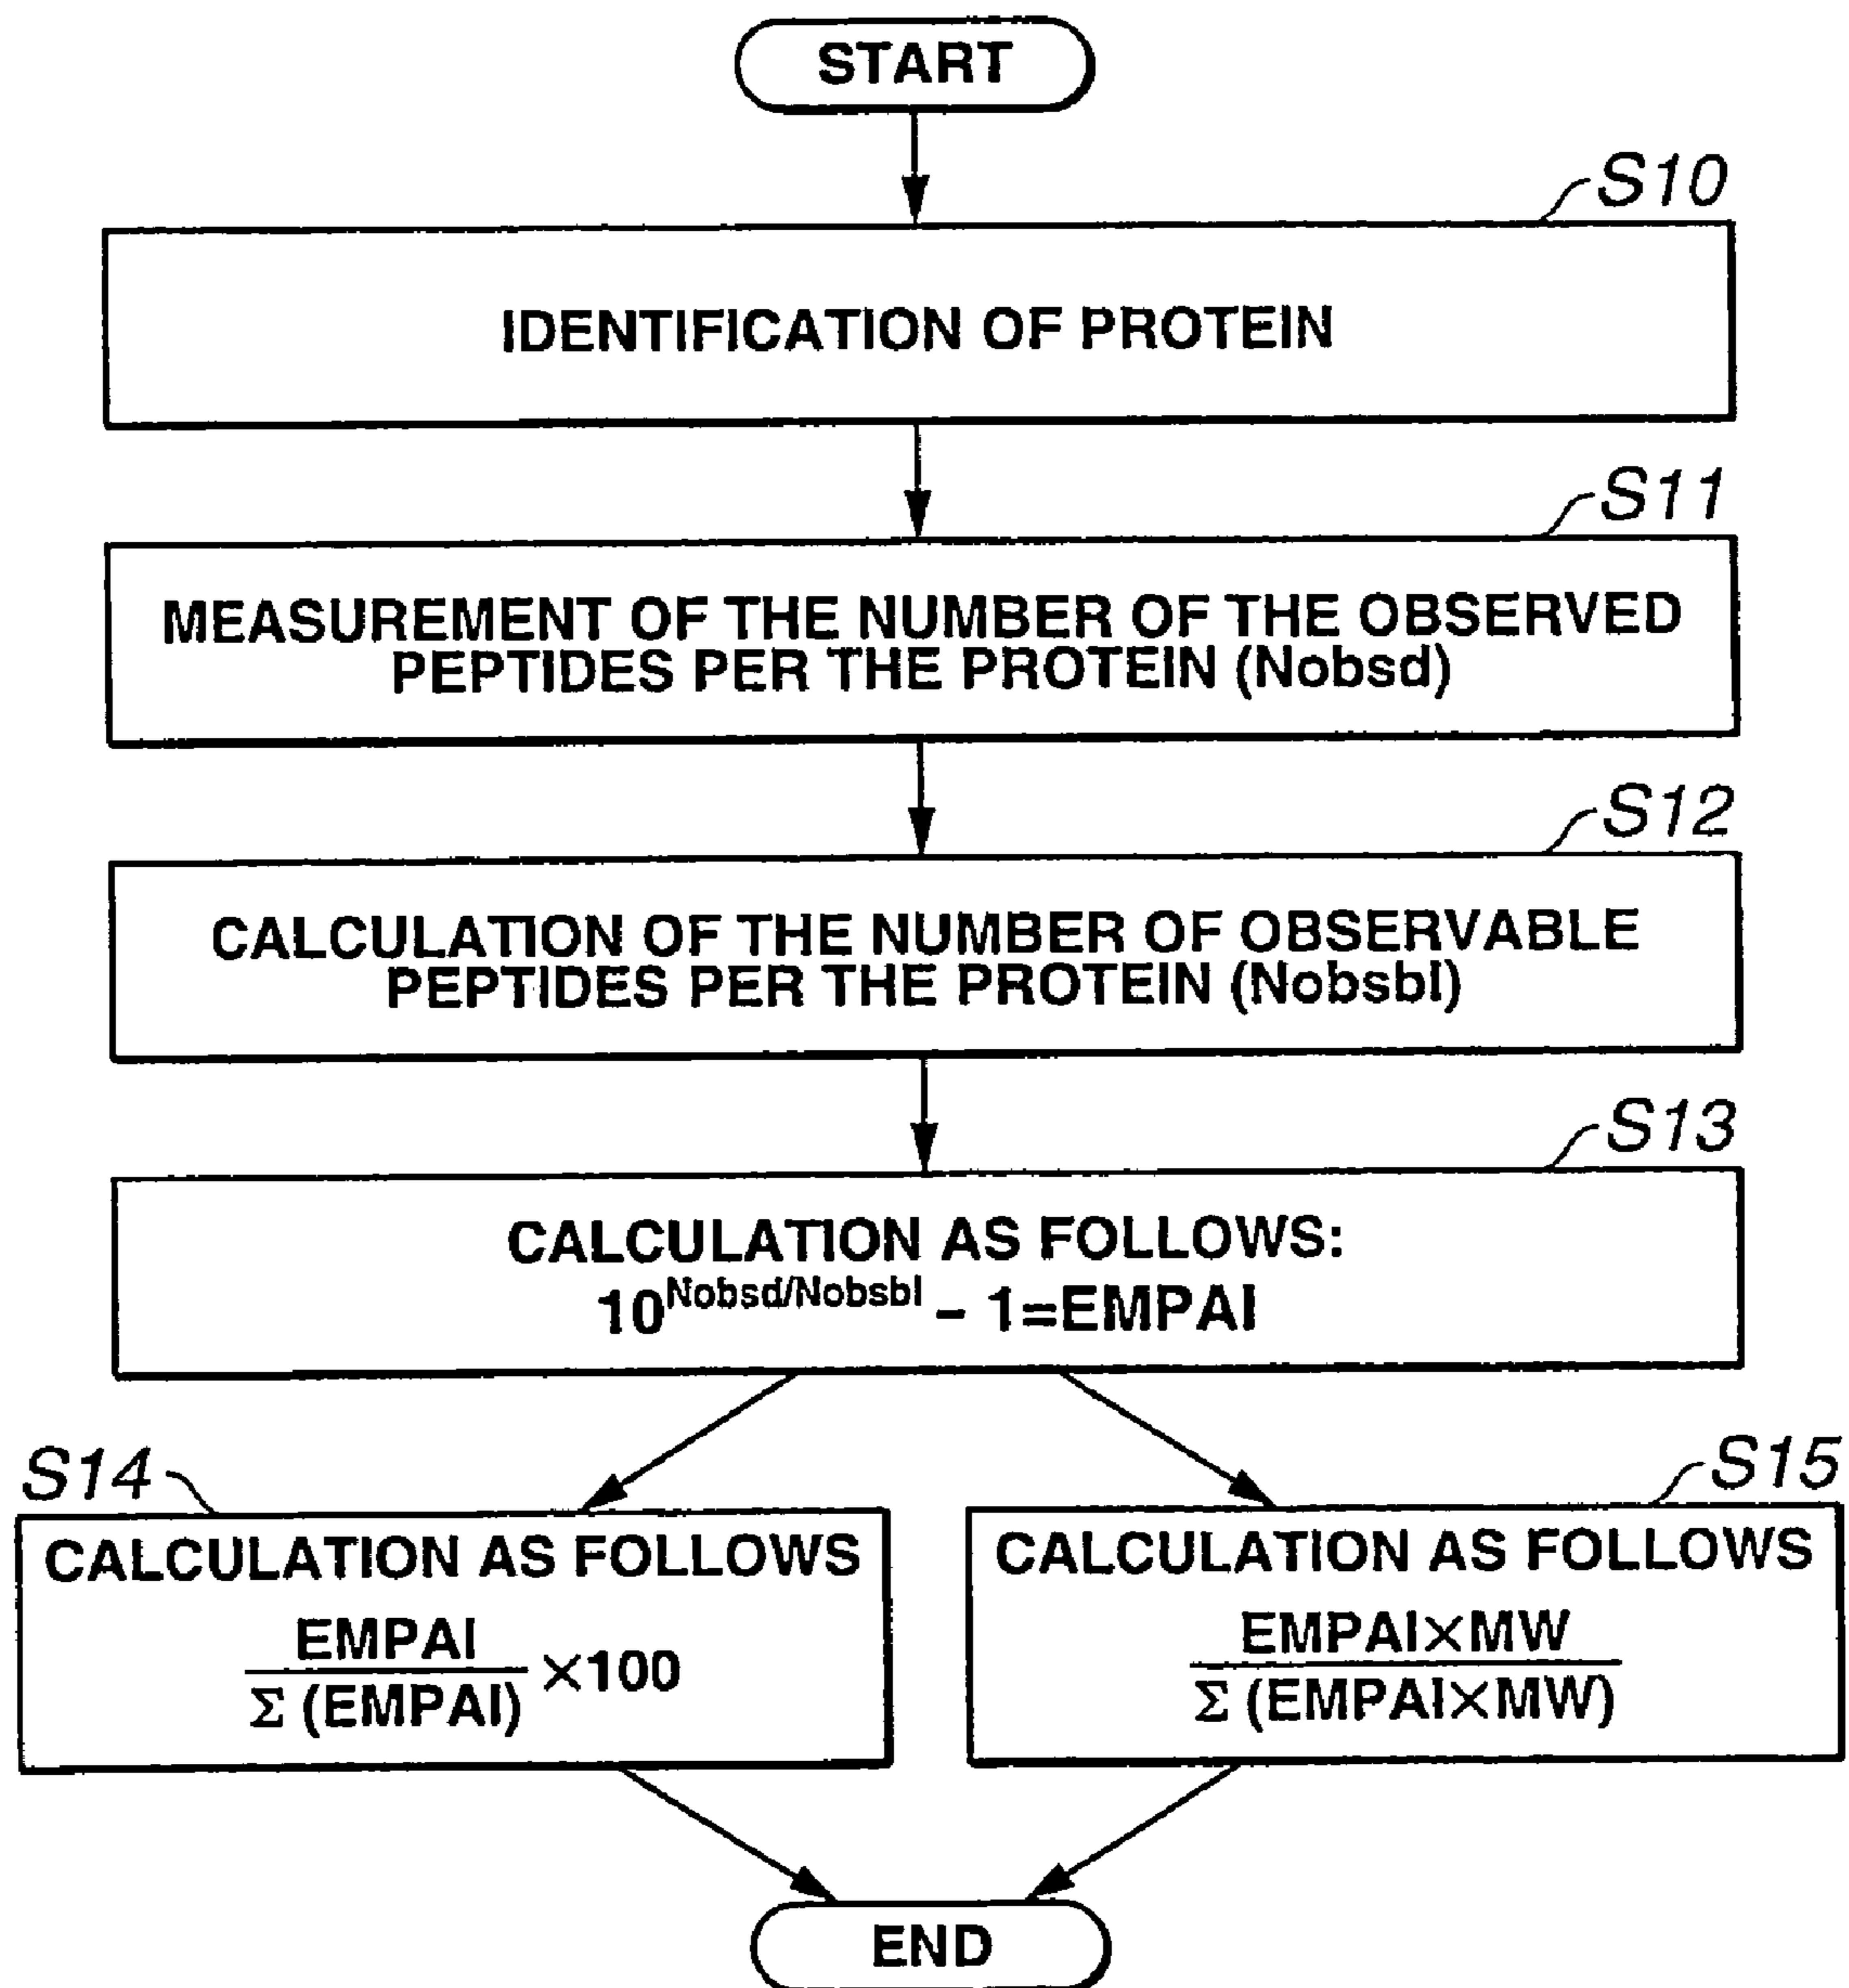 START
S10
IDENTIFICATION OF PROTEIN
S11
MEASUREMENT OF THE NUMBER OF THE OBSERVED
PEPTIDES PER THE PROTEIN (Nobsd)
S12
CALCULATION OF THE NUMBER OF OBSERVABLE
PEPTIDES PER THE PROTEIN (Nobsbl)
S13
CALCULATION AS FOLLOWS:
10^Nobsd/Nobsbl − 1=EMPAI
S14
CALCULATION AS FOLLOWS
EMPAI
Σ (EMPAI)
×100
S15
CALCULATION AS FOLLOWS
EMPAI×MW
Σ (EMPAI×MW)
END